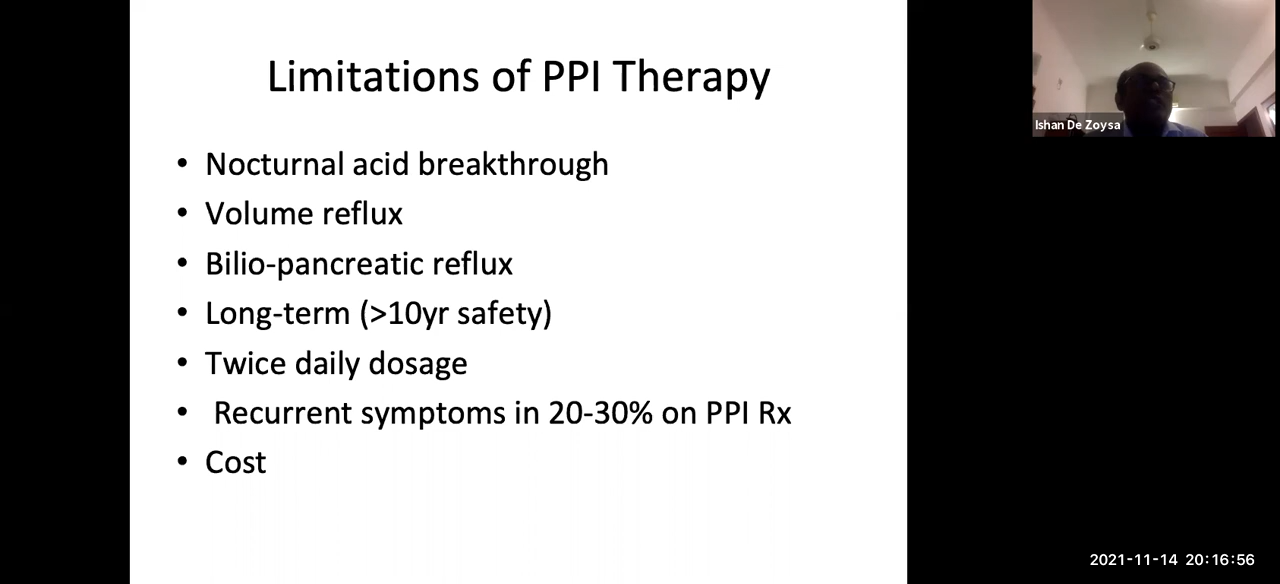 Limitations of PPI Therapy
• Nocturnal acid breakthrough
• Volume reflux
• Bilio-pancreatic reflux
• Long-term (>10yr safety)
• Twice daily dosage
• Recurrent symptoms in 20-30% on PPI Rx
• Cost
Ishan De Zoysa
2021-11-14 20:16:56